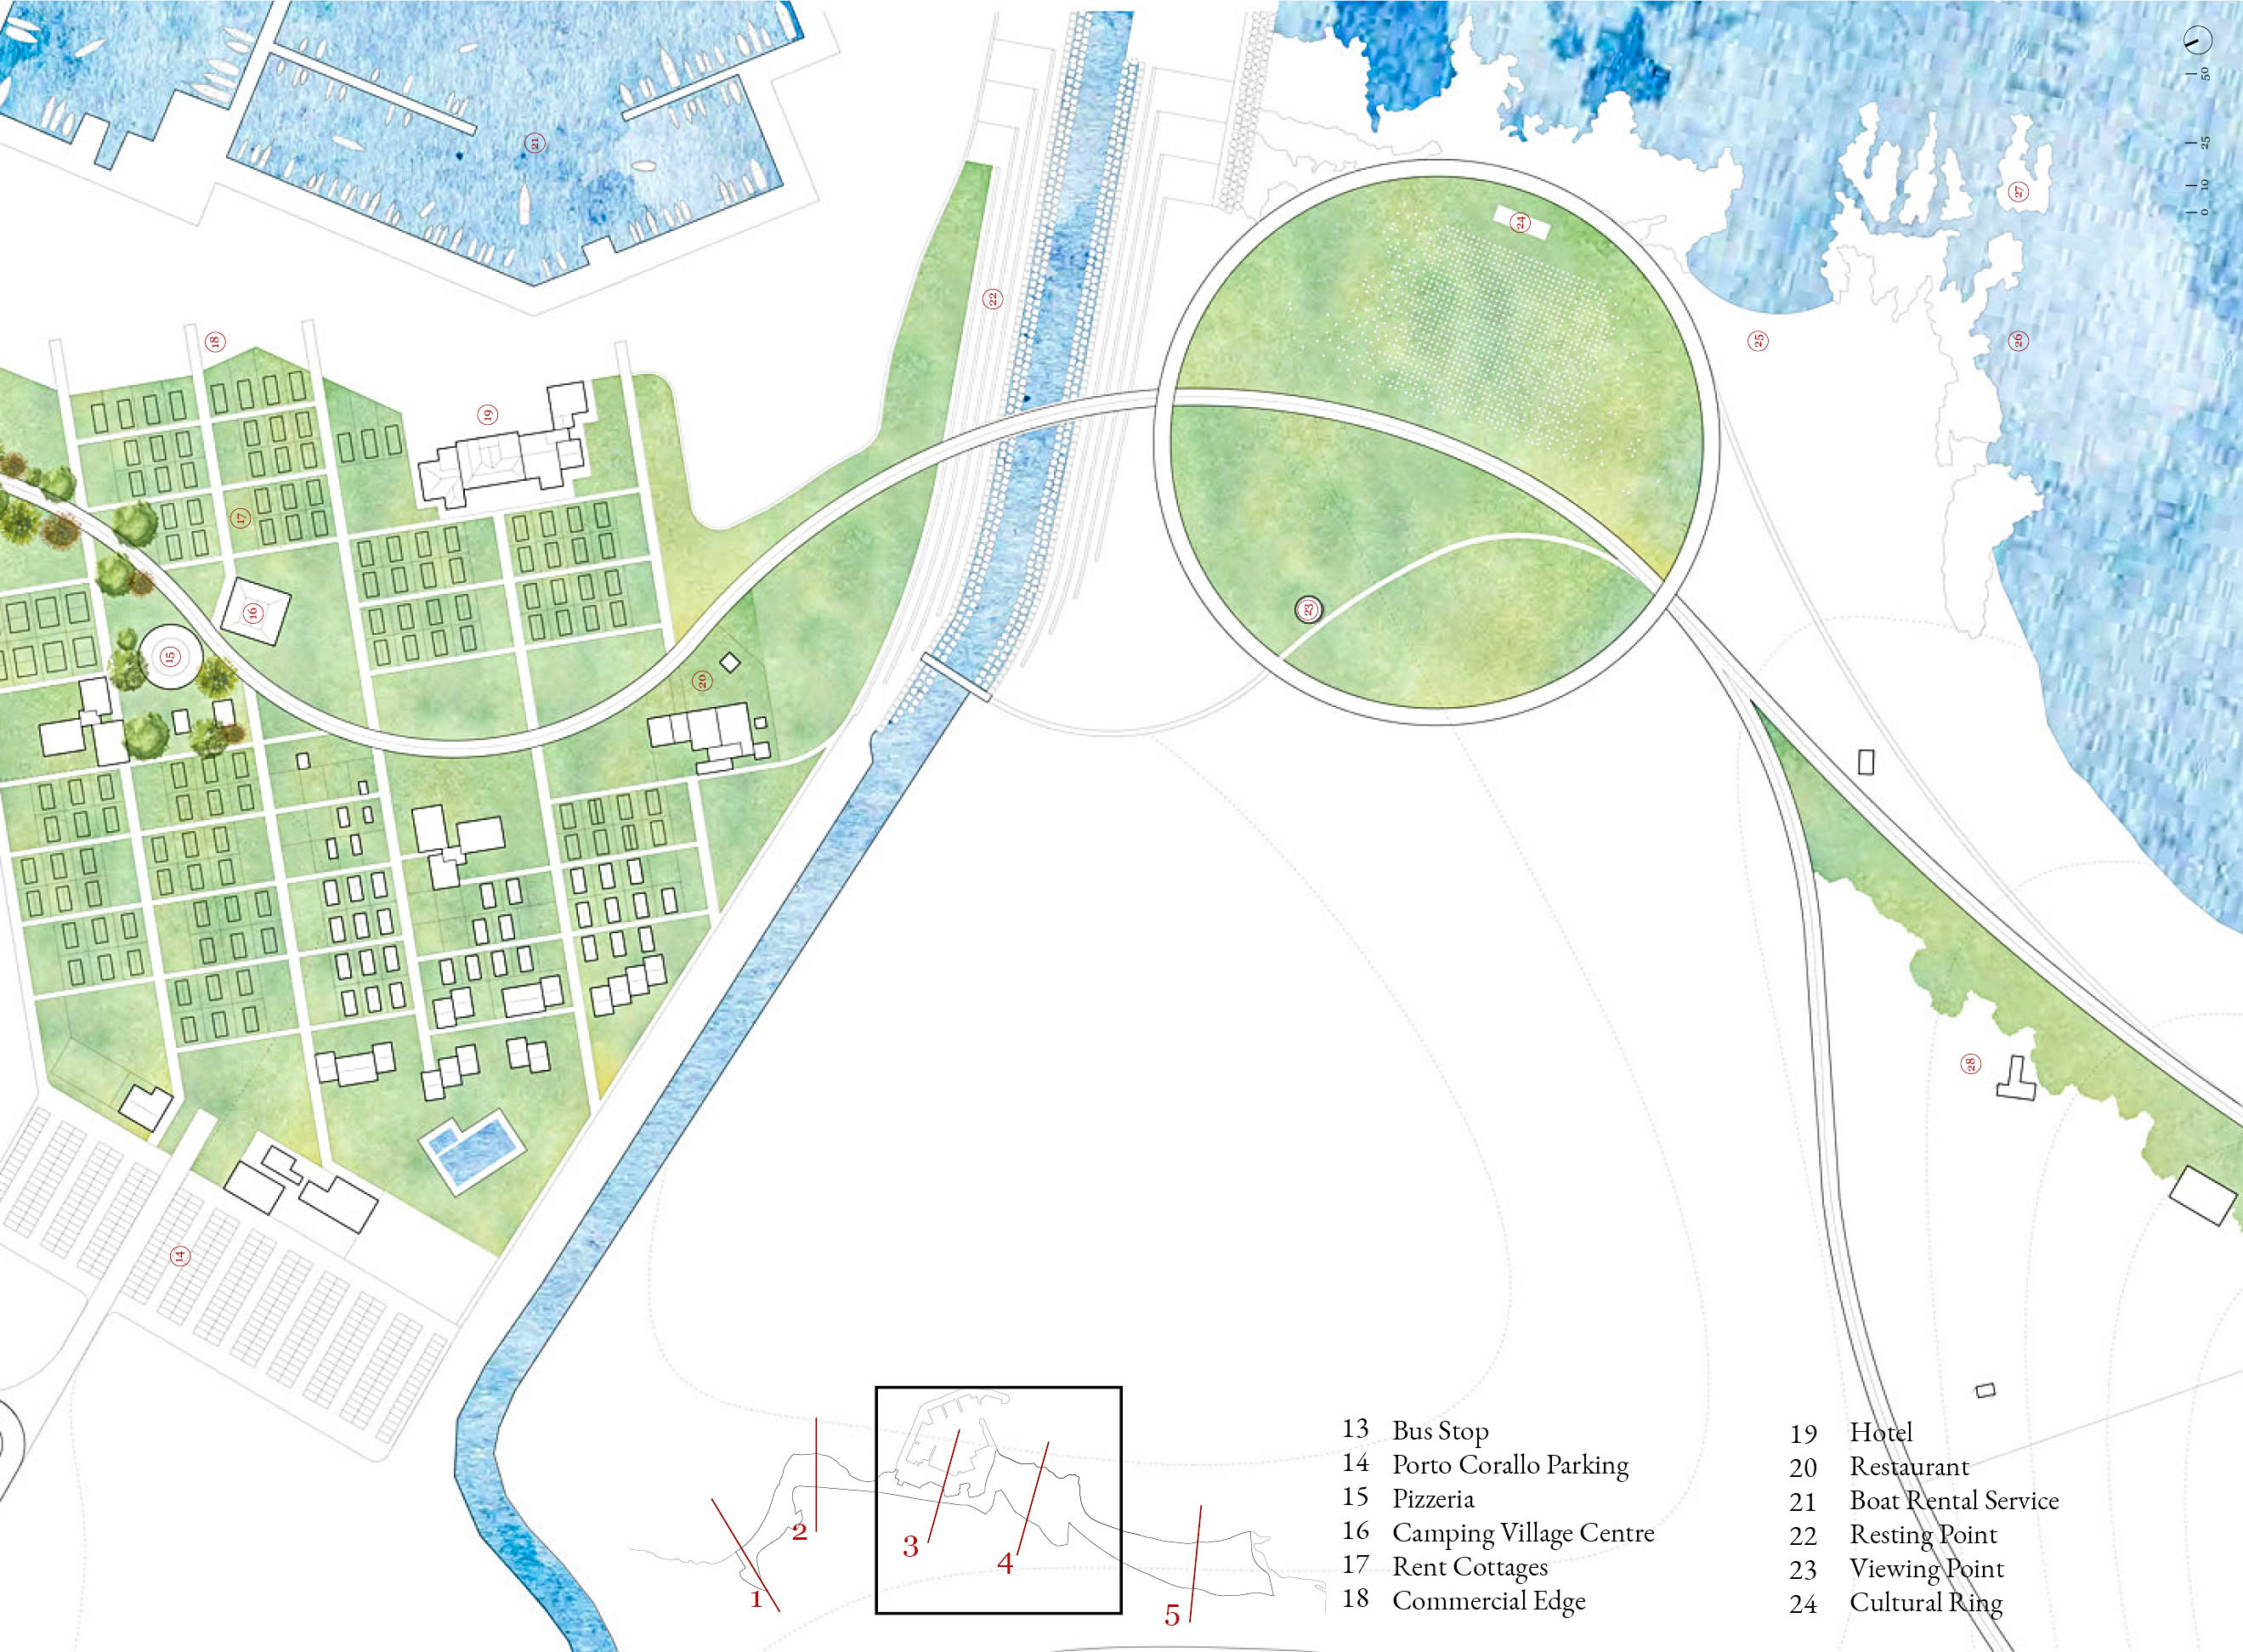 50
25
10
0
21
24
27
22
18
25
26
19
17
23
16
15
20
28
14
1
2
3
4
5
13 Bus Stop
14 Porto Corallo Parking
15 Pizzeria
16 Camping Village Centre
17 Rent Cottages
18 Commercial Edge
19 Hotel
20 Restaurant
21 Boat Rental Service
22 Resting Point
23 Viewing Point
24 Cultural Ring